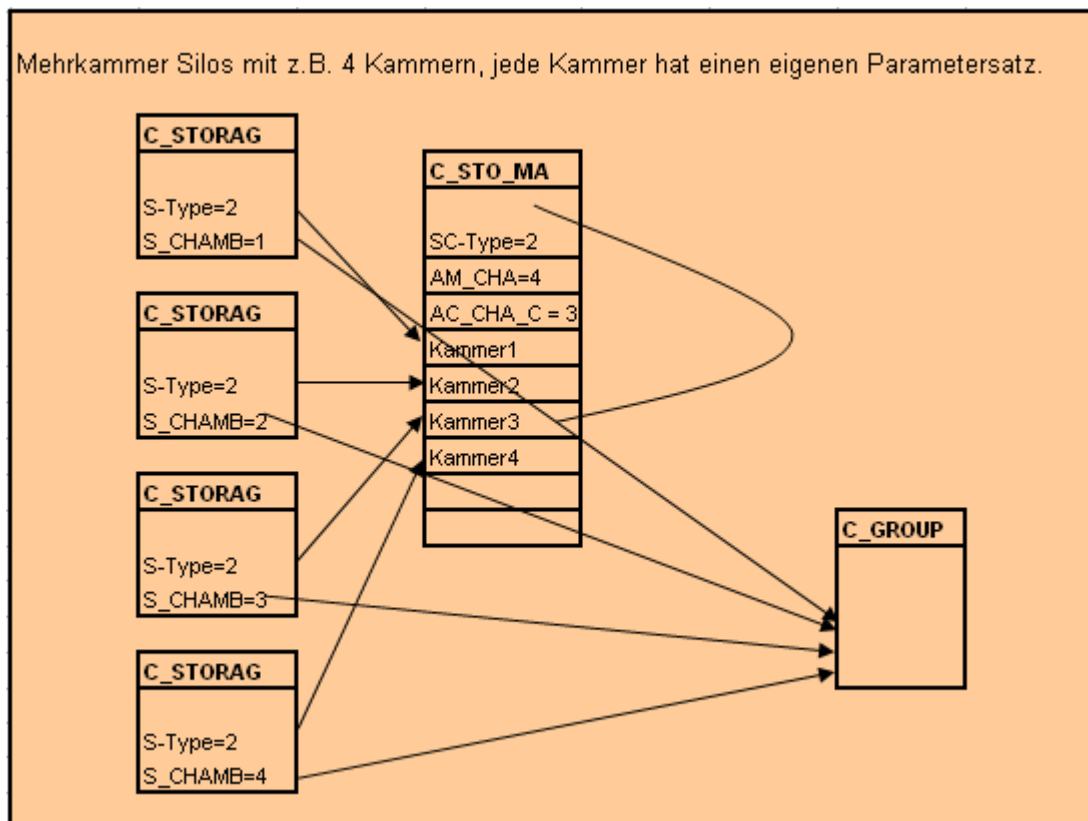 Mehrkammer Silos mit z.B. 4 Kammern, jede Kammer hat einen eigenen Parametersatz.
C_STORAG
S-Type=2
S_CHAMB=1
C_STORAG
S-Type=2
S_CHAMB=2
C_STORAG
S-Type=2
S_CHAMB=3
C_STORAG
S-Type=2
S_CHAMB=4
C_STO_MA
SC-Type=2
AM_CHA=4
AC_CHA_C = 3
Kammer1
Kammer2
Kammer3
Kammer4
C_GROUP